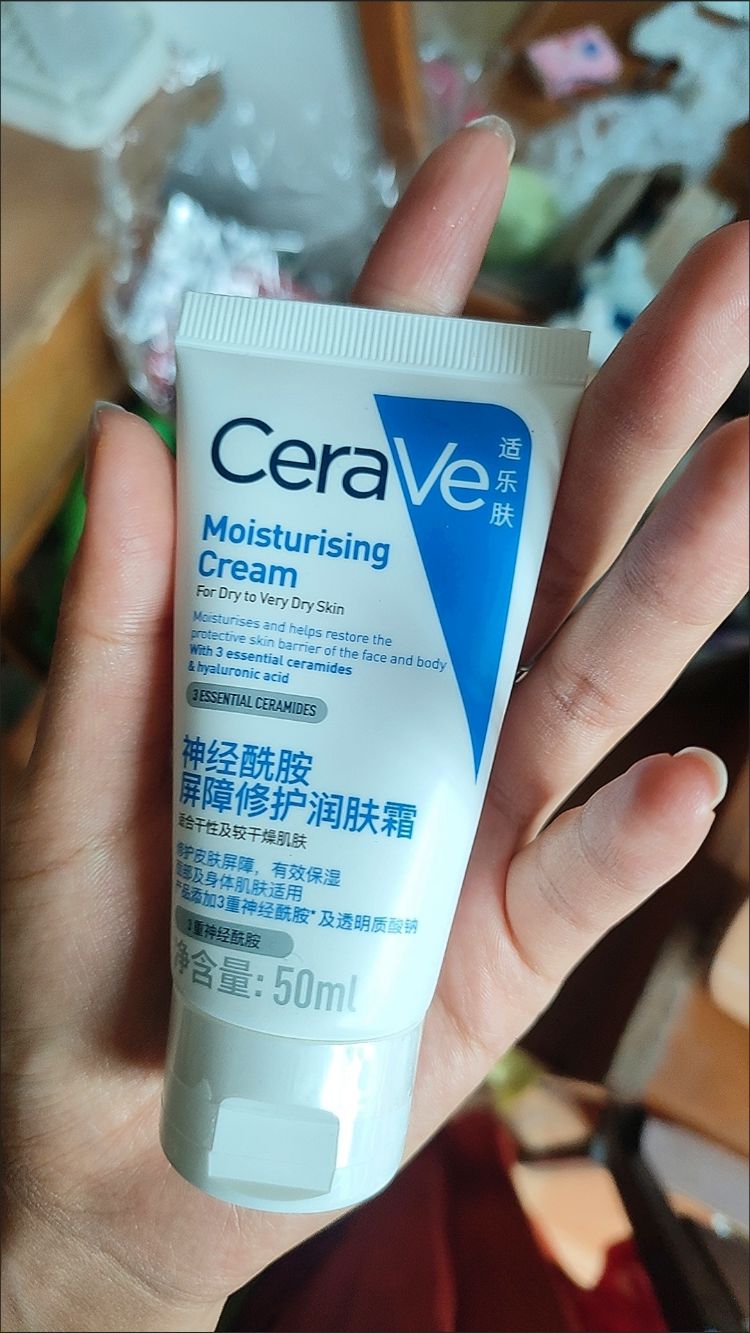 CeraVe
适乐肤
Moisturising
Cream
For Dry to Very Dry Skin
Moisturises and helps restore the
protective skin barrier of the face and body
With 3 essential ceramides
& hyaluronic acid
3 ESSENTIAL CERAMIDES
神经酰胺
屏障修护润肤霜
适合干性及较干燥肌肤
修护皮肤屏障，有效保湿
面部及身体肌肤适用
产品添加3重神经酰胺*及透明质酸钠
3重神经酰胺
净含量: 50ml